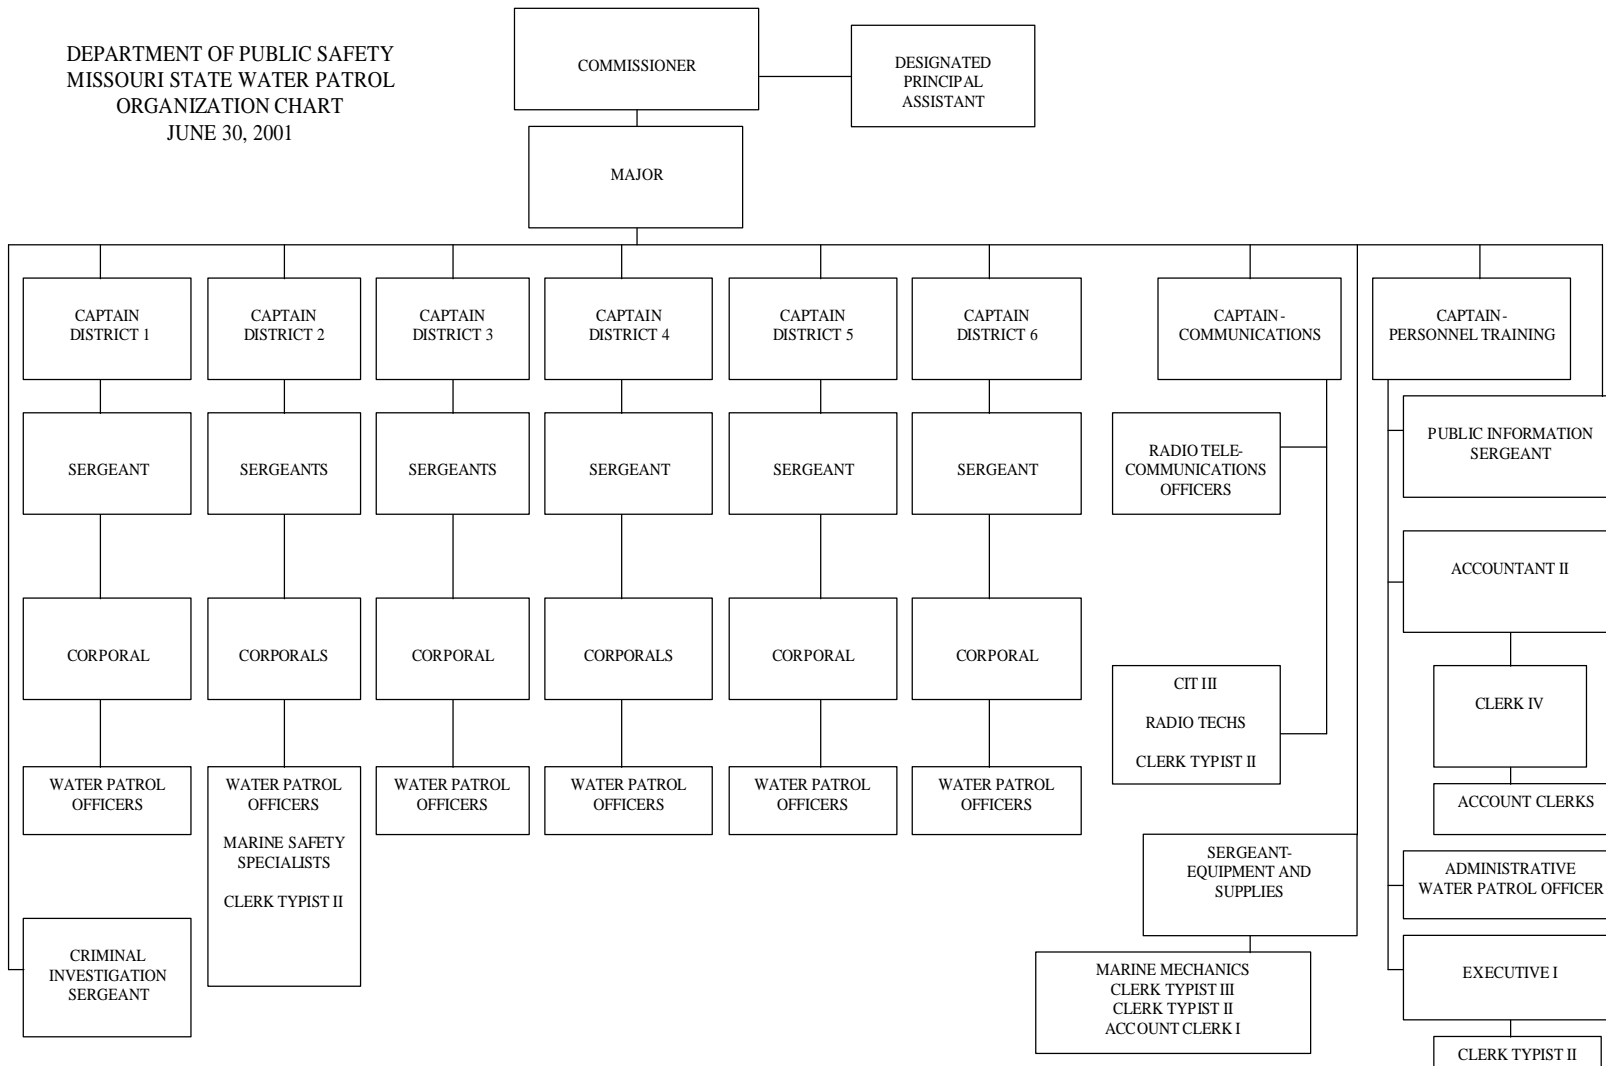 DEPARTMENT OF PUBLIC SAFETY
MISSOURI STATE WATER PATROL
ORGANIZATION CHART
JUNE 30, 2001
COMMISSIONER
DESIGNATED
PRINCIPAL
ASSISTANT
MAJOR
CAPTAIN
DISTRICT 1
CAPTAIN
DISTRICT 2
CAPTAIN
DISTRICT 3
CAPTAIN
DISTRICT 4
CAPTAIN
DISTRICT 5
CAPTAIN
DISTRICT 6
CAPTAIN -
COMMUNICATIONS
CAPTAIN -
PERSONNEL TRAINING
SERGEANT
SERGEANTS
SERGEANTS
SERGEANT
SERGEANT
SERGEANT
RADIO TELE-
COMMUNICATIONS
OFFICERS
PUBLIC INFORMATION
SERGEANT
ACCOUNTANT II
CORPORAL
CORPORALS
CORPORAL
CORPORALS
CORPORAL
CORPORAL
CIT III
RADIO TECHS
CLERK TYPIST II
CLERK IV
WATER PATROL
OFFICERS
WATER PATROL
OFFICERS
MARINE SAFETY
SPECIALISTS
CLERK TYPIST II
WATER PATROL
OFFICERS
WATER PATROL
OFFICERS
WATER PATROL
OFFICERS
WATER PATROL
OFFICERS
ACCOUNT CLERKS
SERGEANT-
EQUIPMENT AND
SUPPLIES
ADMINISTRATIVE
WATER PATROL OFFICER
CRIMINAL
INVESTIGATION
SERGEANT
MARINE MECHANICS
CLERK TYPIST III
CLERK TYPIST II
ACCOUNT CLERK I
EXECUTIVE I
CLERK TYPIST II